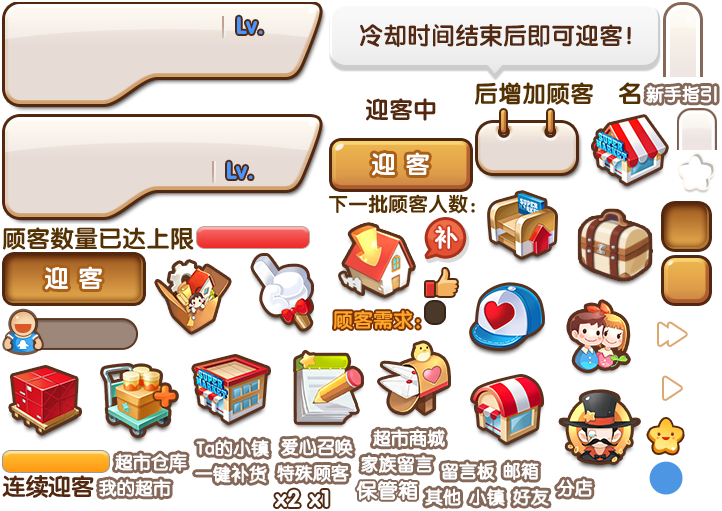 Lv.
冷却时间结束后即可迎客!
迎客中
后增加顾客 名
新手指引
迎 客
SUPER MARKET
Lv.
下一批顾客人数:
SUPER
顾客数量已达上限
补
迎 客
顾客需求:
SUPER MARKET
超市商城
Ta的小镇
爱心召唤
超市仓库
家族留言
一键补货
特殊顾客
留言板
邮箱
连续迎客
我的超市
保管箱
其他
小镇
好友
分店
x2
x1